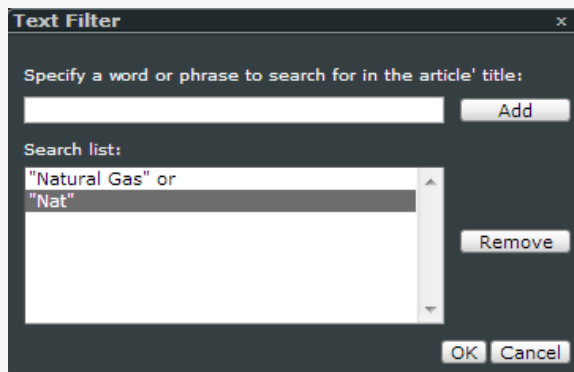 Text Filter x
Specify a word or phrase to search for in the article' title:
Add
Search list:
"Natural Gas" or
"Nat"
Remove
OK Cancel